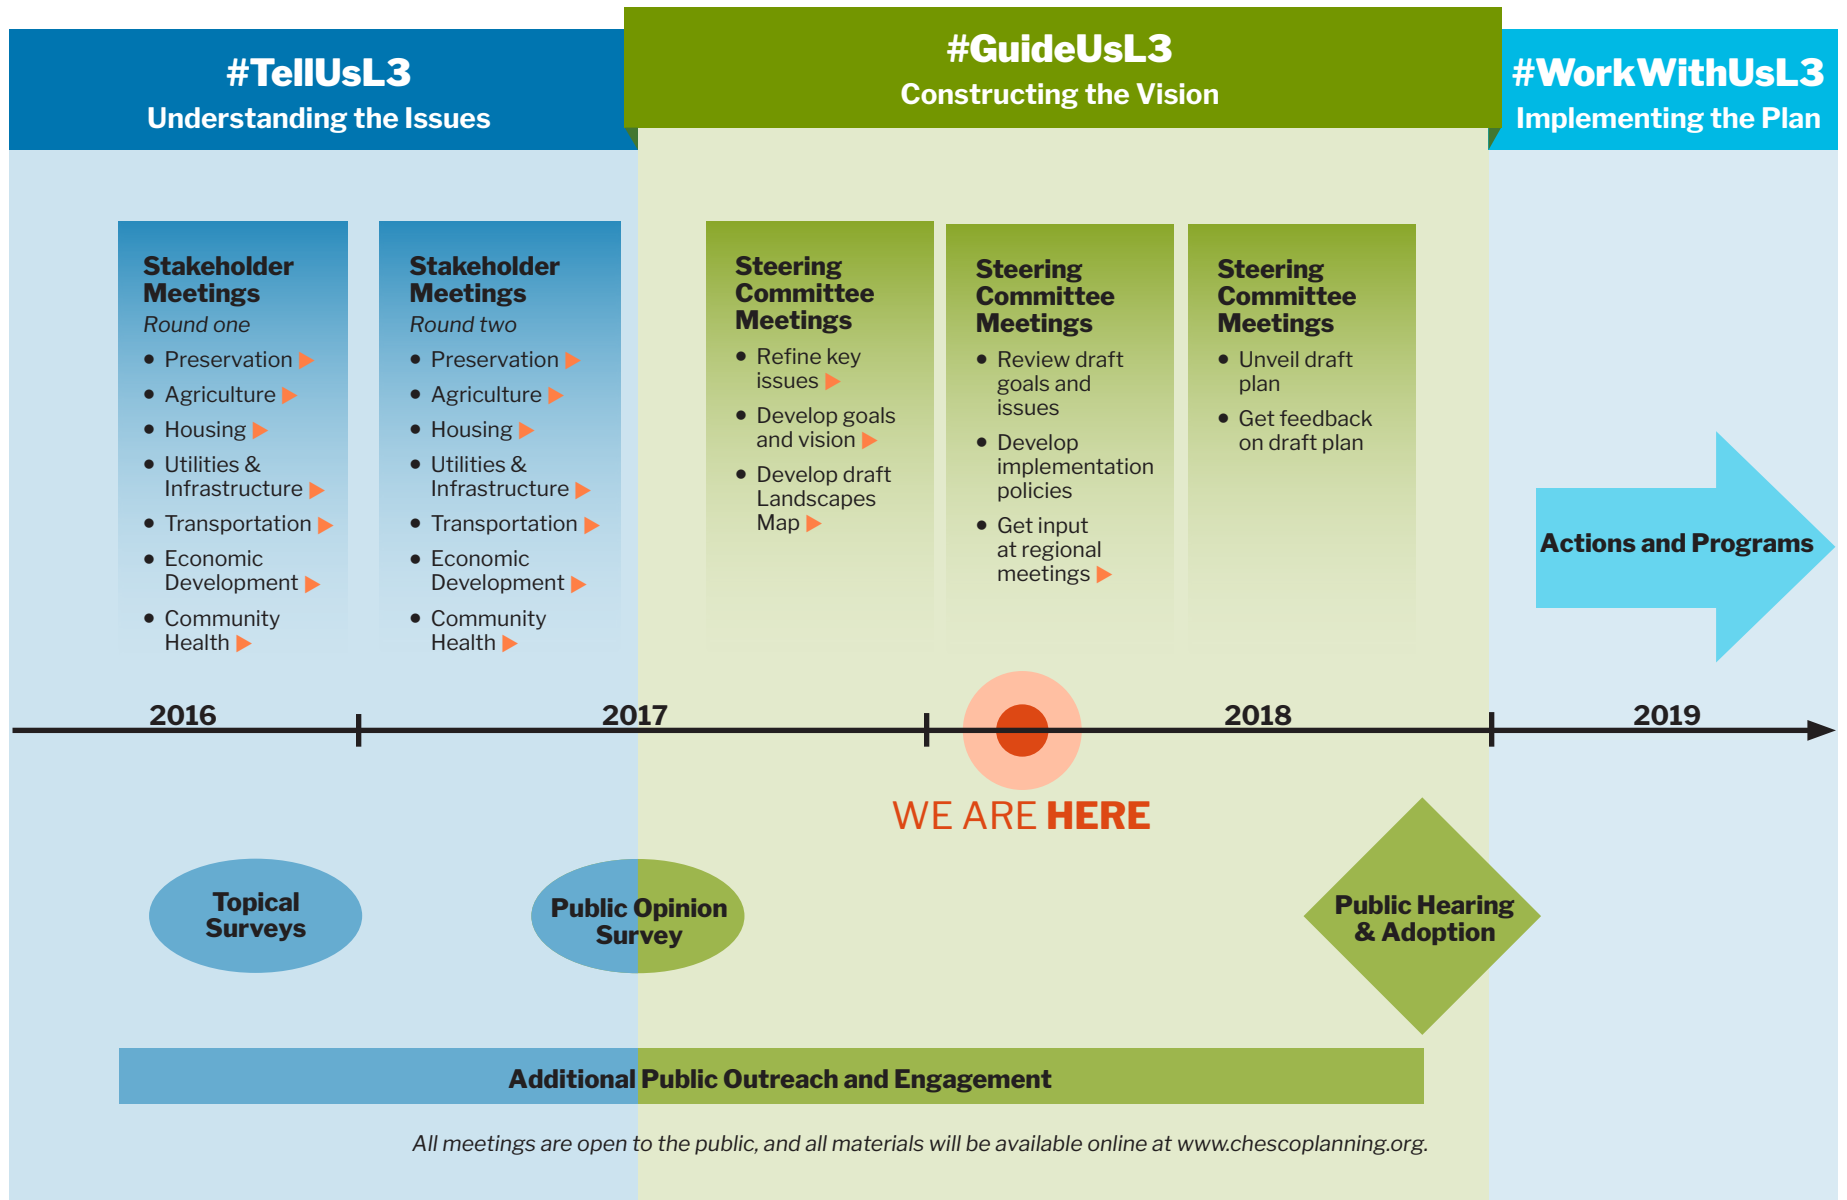 #TellUsL3
Understanding the Issues
#GuideUsL3
Constructing the Vision
#WorkWithUsL3
Implementing the Plan
Stakeholder
Meetings
Round one
• Preservation
• Agriculture
• Housing
• Utilities &
Infrastructure
• Transportation
• Economic
Development
• Community
Health
Stakeholder
Meetings
Round two
• Preservation
• Agriculture
• Housing
• Utilities &
Infrastructure
• Transportation
• Economic
Development
• Community
Health
Steering
Committee
Meetings
• Refine key
issues
• Develop goals
and vision
• Develop draft
Landscapes
Map
Steering
Committee
Meetings
• Review draft
goals and
issues
• Develop
implementation
policies
• Get input
at regional
meetings
Steering
Committee
Meetings
• Unveil draft
plan
• Get feedback
on draft plan
Actions and Programs
2016
2017
2018
2019
WE ARE HERE
Topical
Surveys
Public Opinion
Survey
Public Hearing
& Adoption
Additional Public Outreach and Engagement
All meetings are open to the public, and all materials will be available online at www.chescoplanning.org.